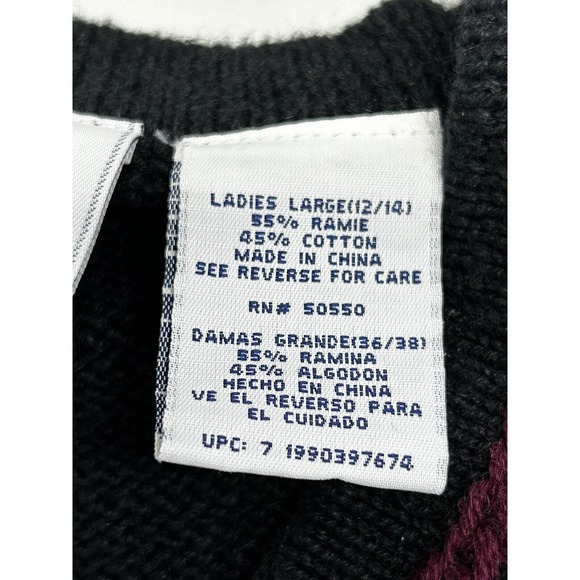 LADIES LARGE(12/14)
55% RAMIE
45% COTTON
MADE IN CHINA
SEE REVERSE FOR CARE
RN# 50550
DAMAS GRANDE(36/38)
55% RAMINA
45% ALGODON
HECHO EN CHINA
VE EL REVERSO PARA
EL CUIDADO
UPC: 7 1990397674